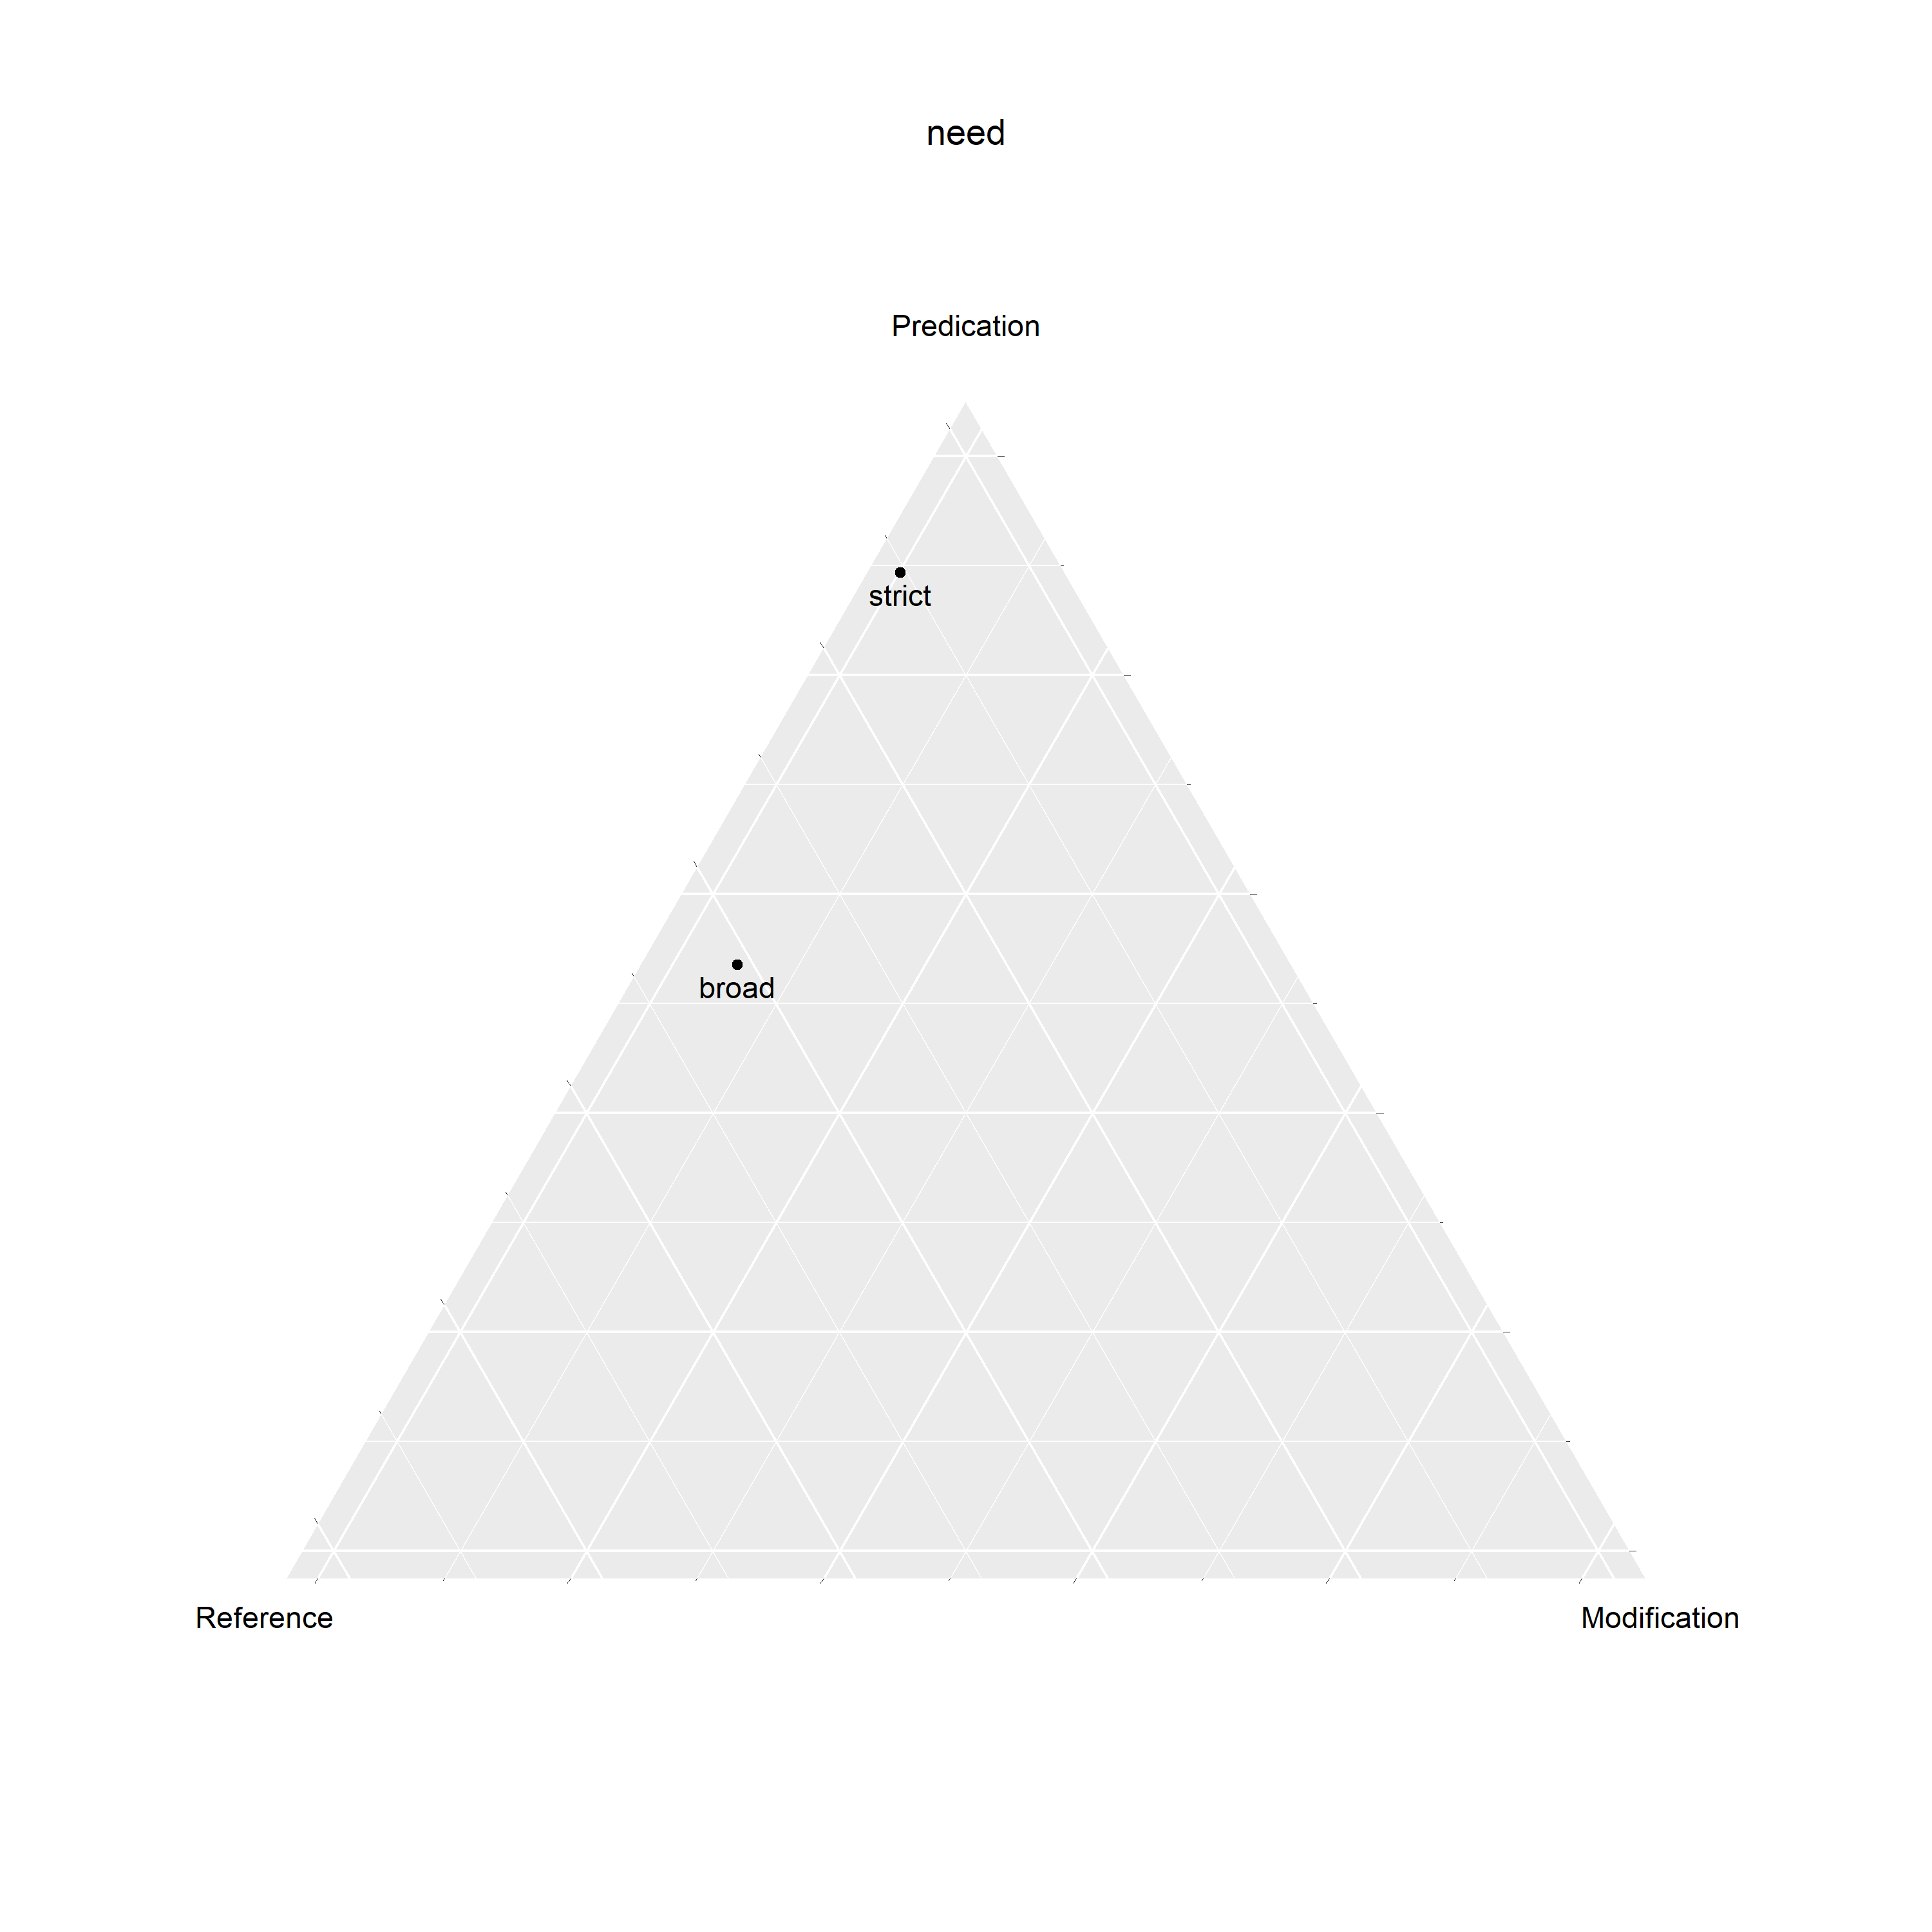 need
Predication
strict
broad
Reference
Modification